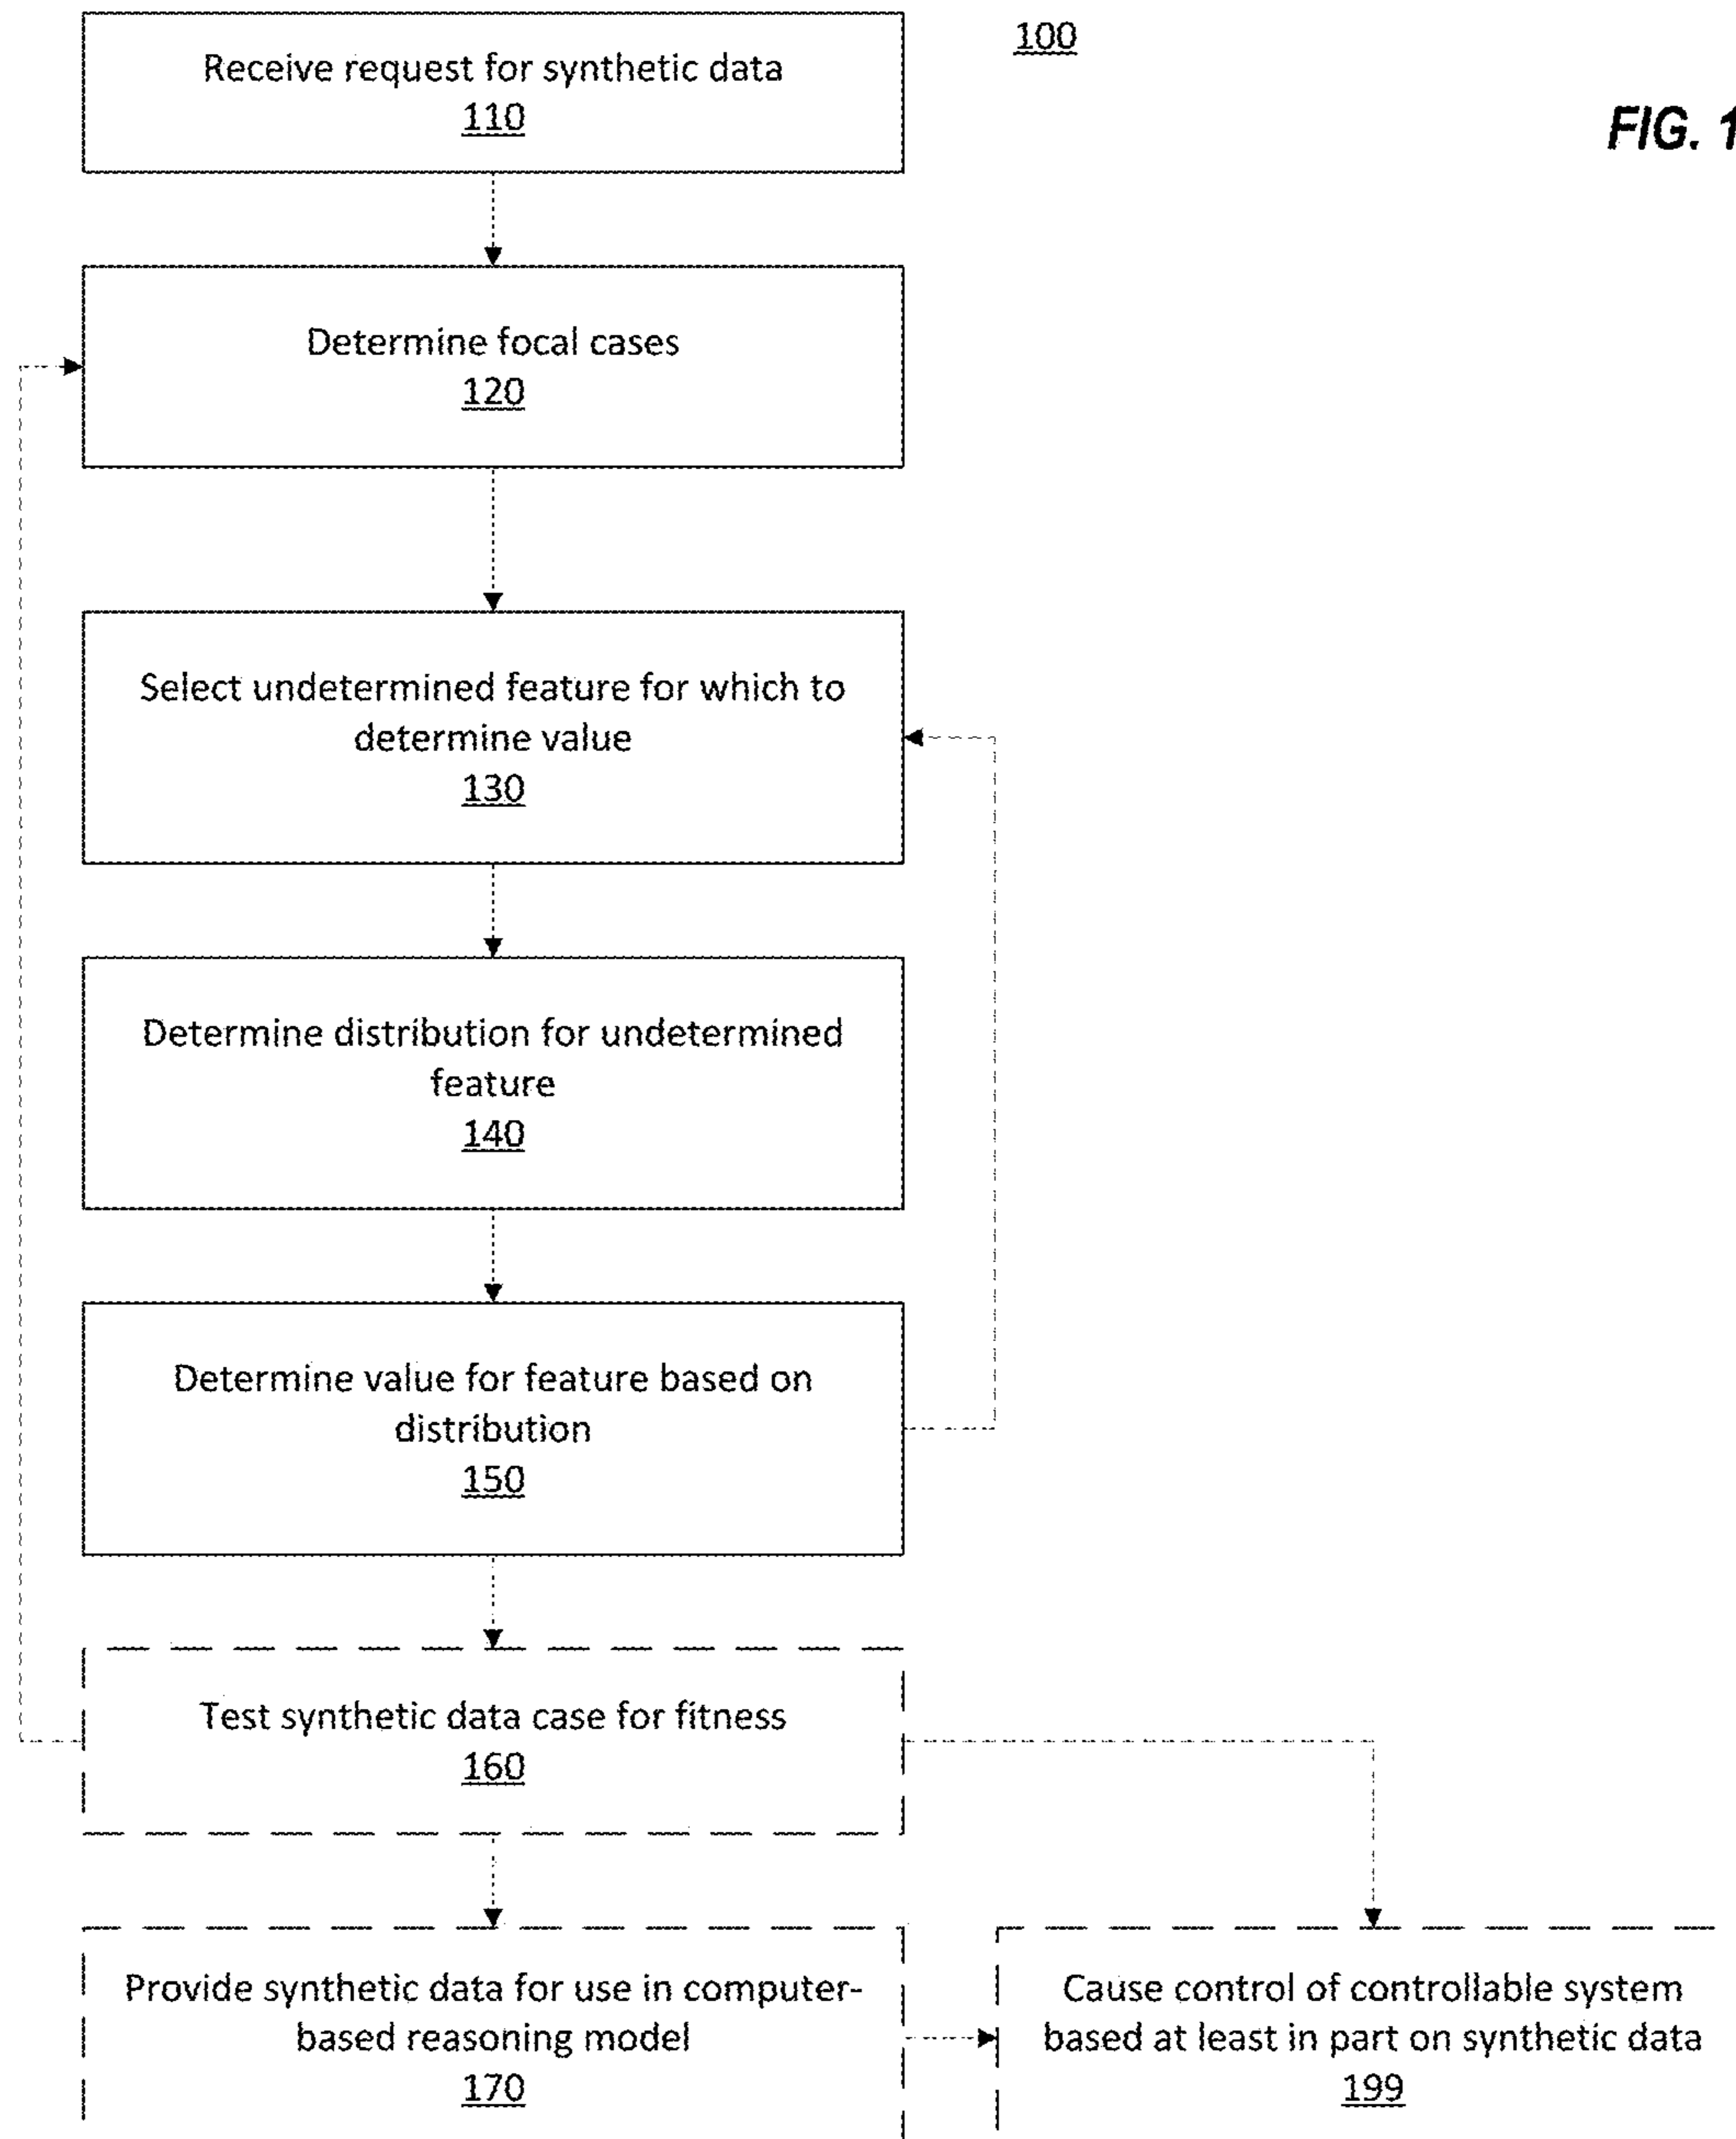 100
FIG. 1
Receive request for synthetic data
110
Determine focal cases
120
Select undetermined feature for which to
determine value
130
Determine distribution for undetermined
feature
140
Determine value for feature based on
distribution
150
Test synthetic data case for fitness
160
Provide synthetic data for use in computer-
based reasoning model
170
Cause control of controllable system
based at least in part on synthetic data
199